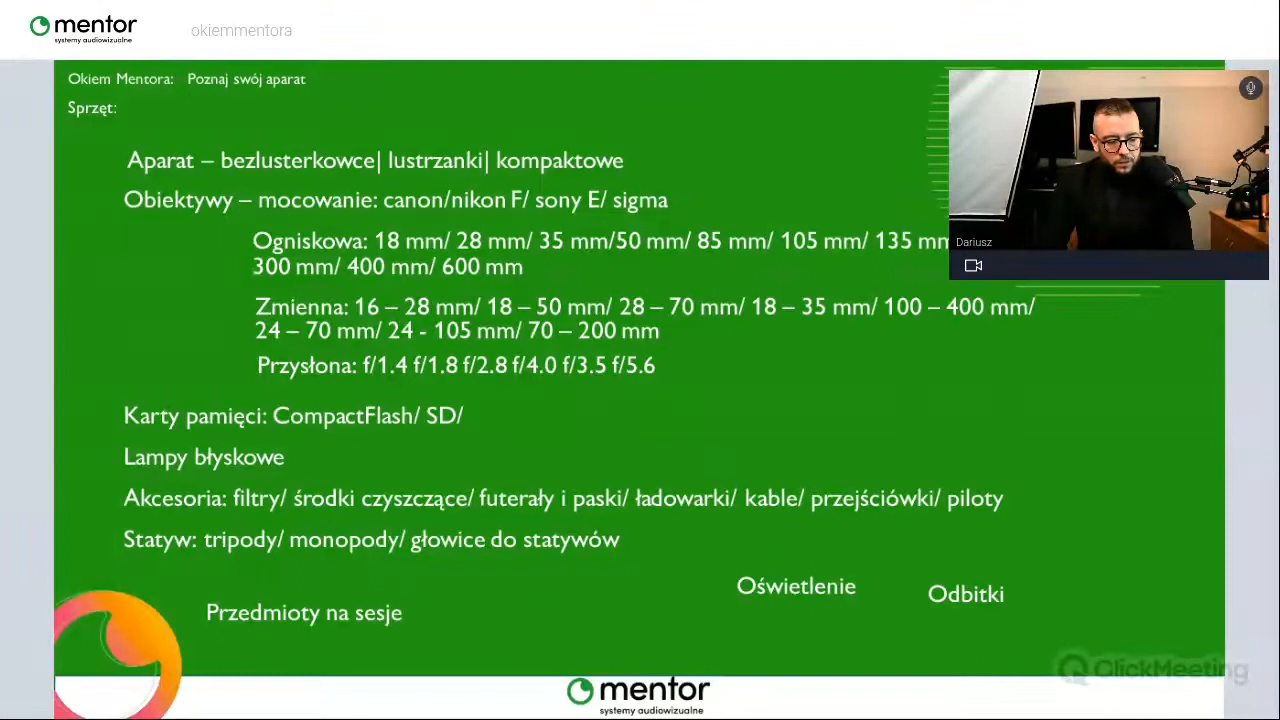 mentor
systemy audiowizualne
okiemmentora
Okiem Mentora: Poznaj swój aparat
Sprzęt:
Aparat – bezlusterkowce| lustrzanki| kompaktowe
Obiektywy – mocowanie: canon/nikon F/ sony E/ sigma
Ogniskowa: 18 mm/ 28 mm/ 35 mm/50 mm/ 85 mm/ 105 mm/ 135 mm
300 mm/ 400 mm/ 600 mm
Zmienna: 16 – 28 mm/ 18 – 50 mm/ 28 – 70 mm/ 18 – 35 mm/ 100 – 400 mm/
24 – 70 mm/ 24 - 105 mm/ 70 – 200 mm
Przysłona: f/1.4 f/1.8 f/2.8 f/4.0 f/3.5 f/5.6
Karty pamięci: CompactFlash/ SD/
Lampy błyskowe
Akcesoria: filtry/ środki czyszczące/ futerały i paski/ ładowarki/ kable/ przejściówki/ piloty
Statyw: tripody/ monopody/ głowice do statywów
Oświetlenie
Odbitki
Przedmioty na sesje
Dariusz
ClickMeeting
mentor
systemy audiowizualne